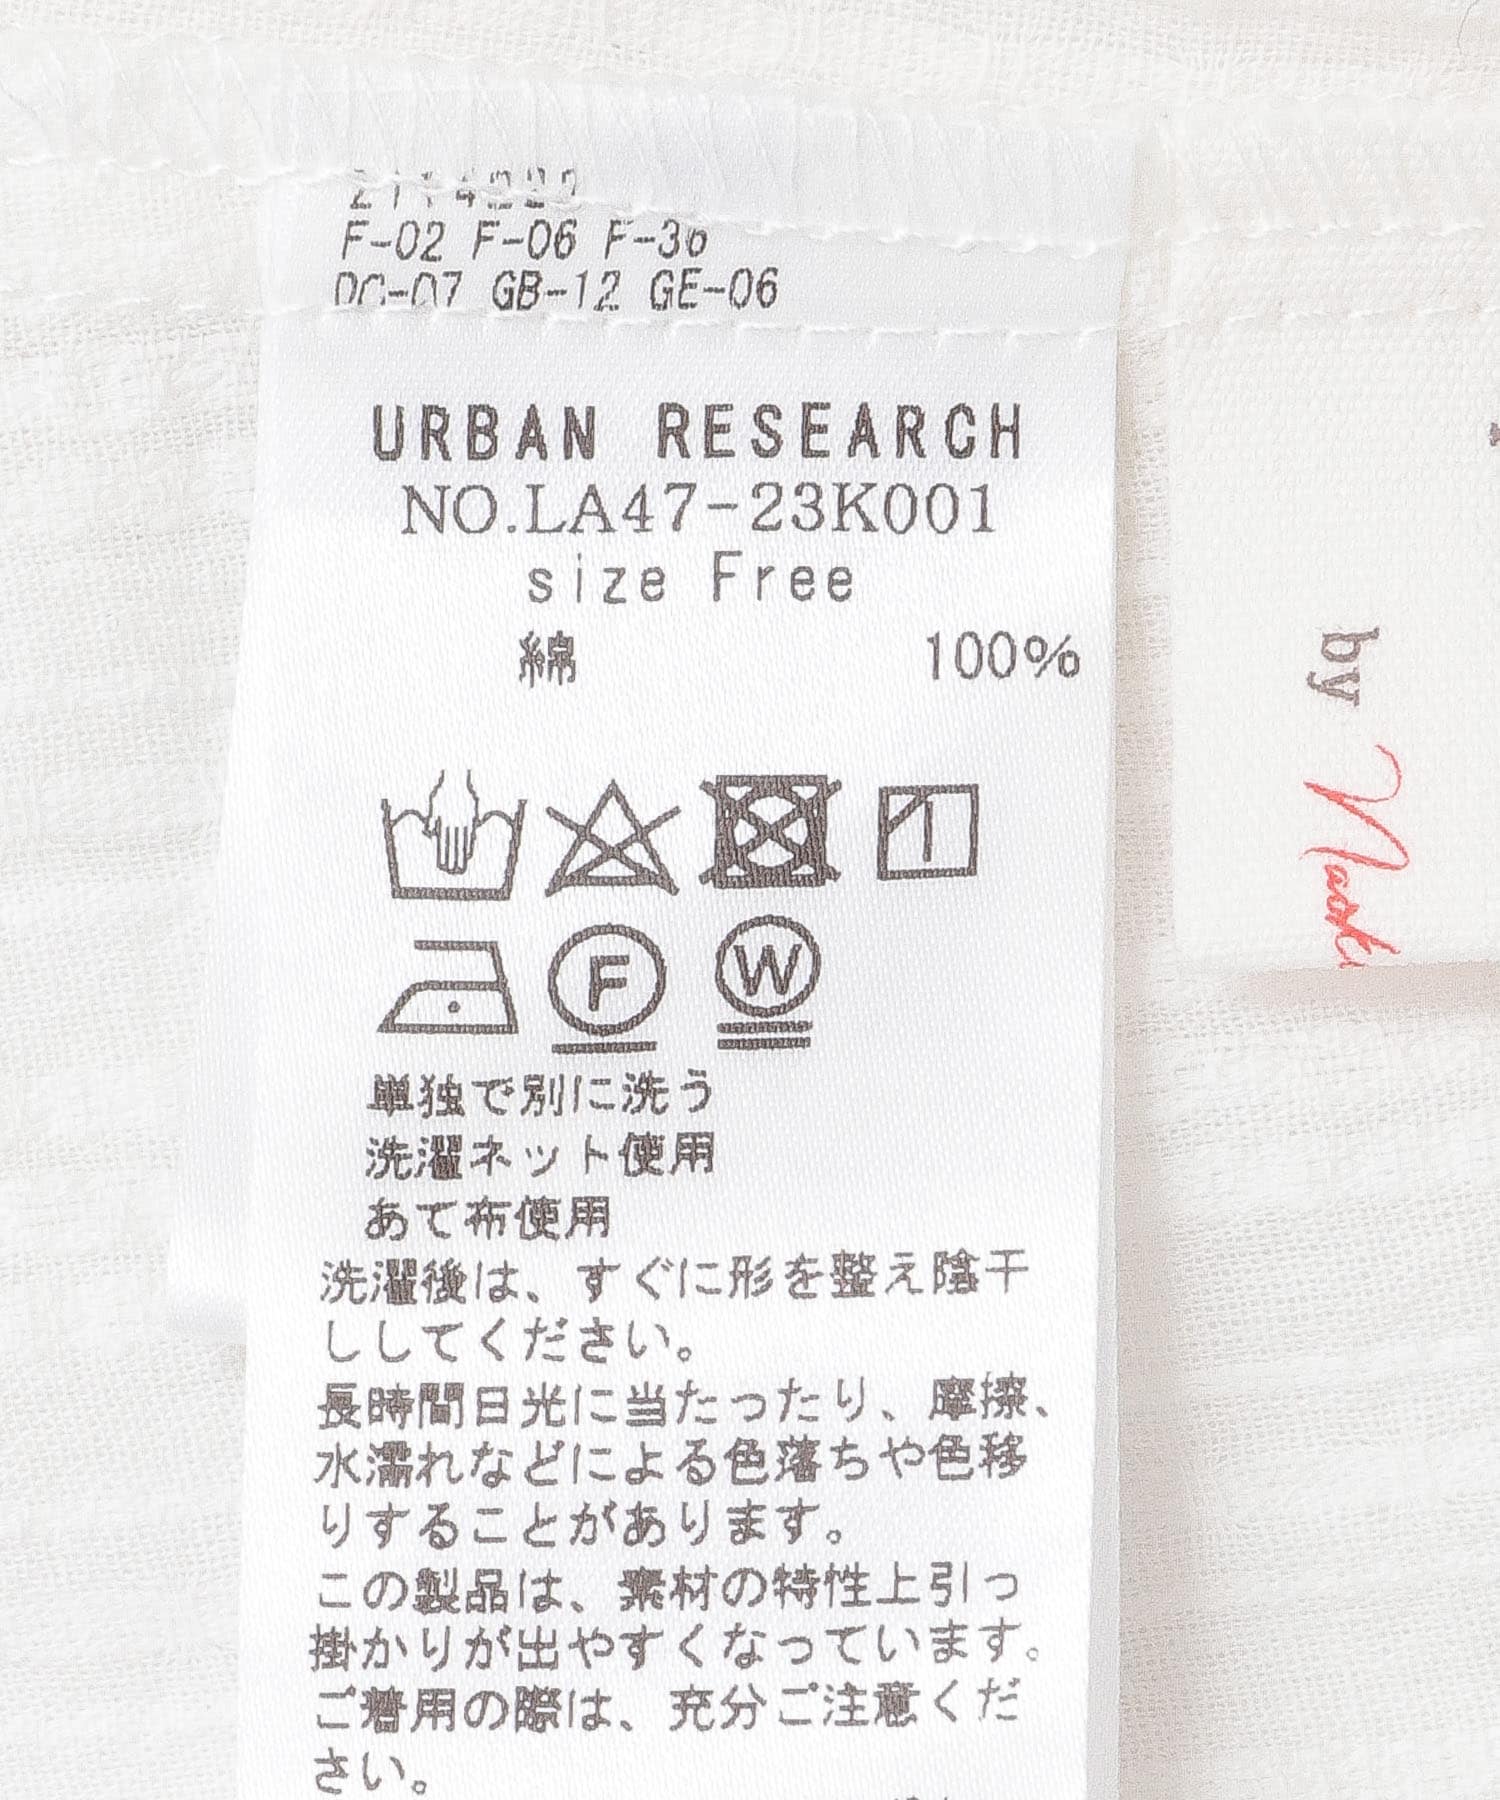 F-02 F-06 F-36
GB-12 GE-06
URBAN RESEARCH
NO.LA47-23K001
size Free
綿 100%
F W
単独で別に洗う
洗濯ネット使用
あて布使用
洗濯後は、すぐに形を整え陰干
ししてください。
長時間日光に当たったり、摩擦、
水濡れなどによる色落ちや色移
りすることがあります。
この製品は、素材の特性上引っ
掛かりが出やすくなっています。
ご着用の際は、充分ご注意くだ
さい。
by